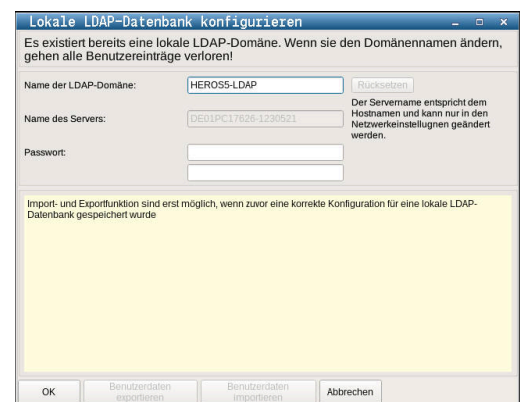 Lokale LDAP-Datenbank konfigurieren
Es existiert bereits eine lokale LDAP-Domäne. Wenn sie den Domänennamen ändern,
gehen alle Benutzereinträge verloren!
Name der LDAP-Domäne:
HEROS5-LDAP
Rücksetzen
Name des Servers:
DE01PC17626-1230521
Der Servername entspricht dem
Hostnamen und kann nur in den
Netzwerkeinstellugnen geändert
werden.
Passwort:
Import- und Exportfunktion sind erst möglich, wenn zuvor eine korrekte Konfiguration für eine lokale LDAP-
Datenbank gespeichert wurde
OK
Benutzerdaten
exportieren
Benutzerdaten
importieren
Abbrechen